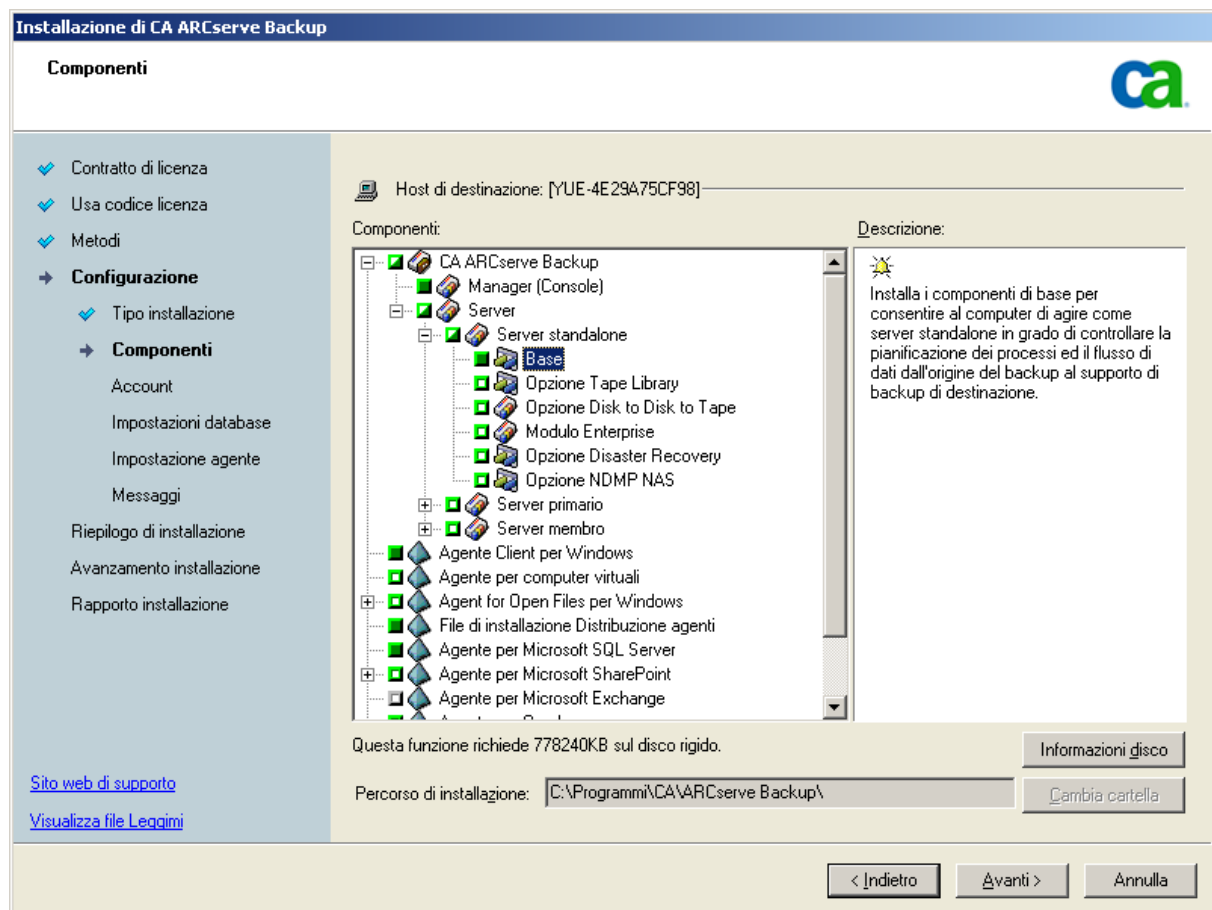 Installazione di CA ARCserve Backup
Componenti
ca
Contratto di licenza
Usa codice licenza
Metodi
Configurazione
Tipo installazione
Componenti
Account
Impostazioni database
Impostazione agente
Messaggi
Riepilogo di installazione
Avanzamento installazione
Rapporto installazione
Sito web di supporto
Visualizza file Leggimi
Host di destinazione: [YUE-4E29A75CF98]
Componenti:
CA ARCserve Backup
Manager (Console)
Server
Server standalone
Base
Opzione Tape Library
Opzione Disk to Disk to Tape
Modulo Enterprise
Opzione Disaster Recovery
Opzione NDMP NAS
Server primario
Server membro
Agente Client per Windows
Agente per computer virtuali
Agent for Open Files per Windows
File di installazione Distribuzione agenti
Agente per Microsoft SQL Server
Agente per Microsoft SharePoint
Agente per Microsoft Exchange
Descrizione:
Installa i componenti di base per
consentire al computer di agire come
server standalone in grado di controllare la
pianificazione dei processi ed il flusso di
dati dall'origine del backup al supporto di
backup di destinazione.
Questa funzione richiede 778240KB sul disco rigido.
Informazioni disco
Percorso di installazione: C:\Programmi\CA\ARCserve Backup\
Cambia cartella
< Indietro
Avanti >
Annulla